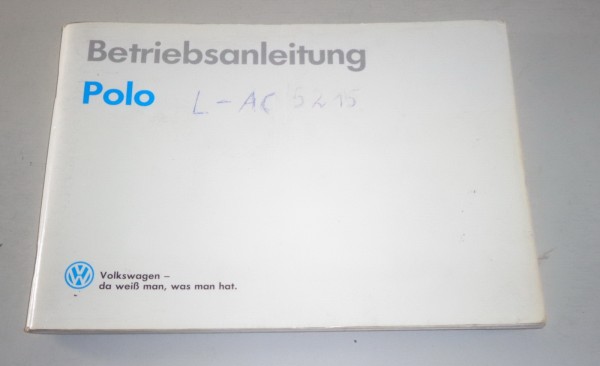 Betriebsanleitung
Polo
L-AC 5215
Volkswagen –
da weiß man, was man hat.